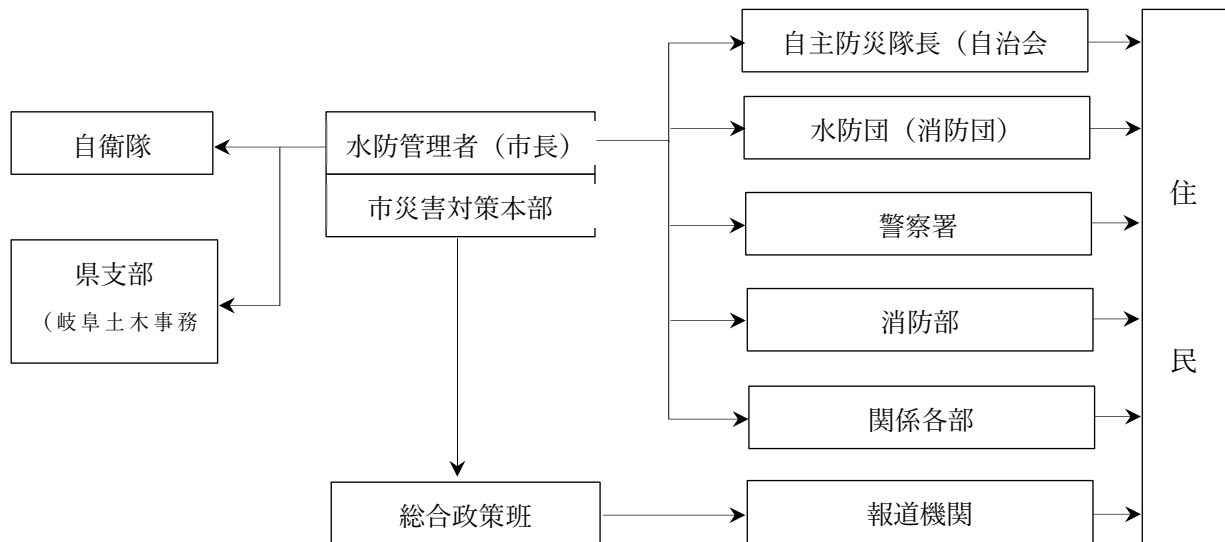 自主防災隊長（自治会
自衛隊
水防管理者（市長）
水防団（消防団）
市災害対策本部
住
警察署
県支部
（岐阜土木事務
消防部
民
関係各部
総合政策班
報道機関